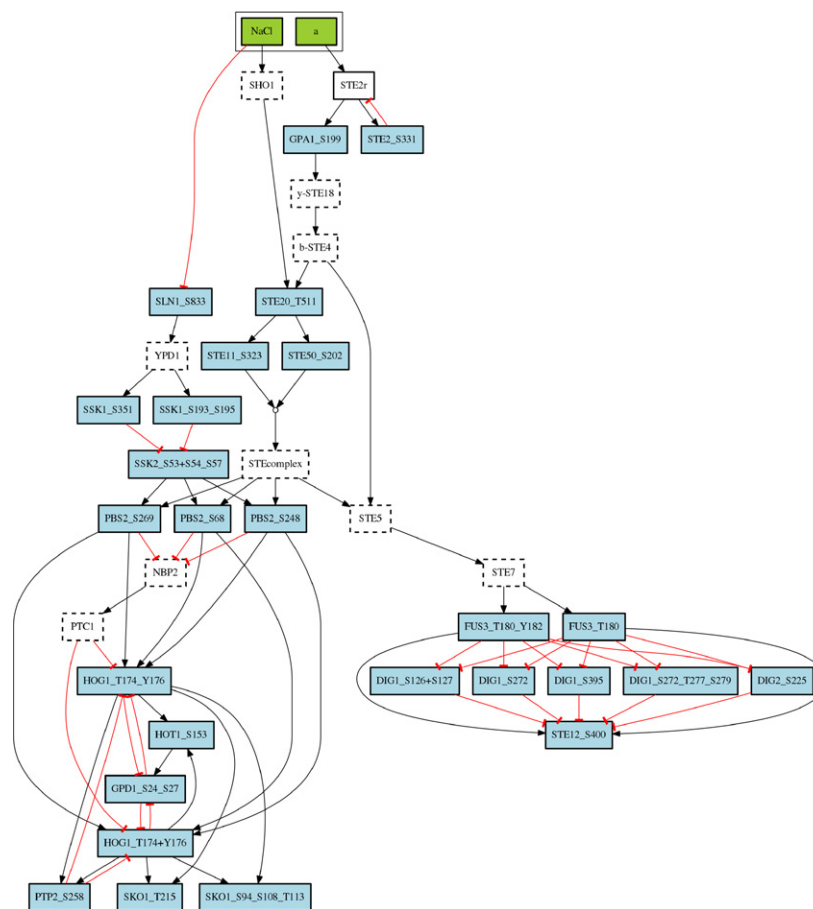 NaCl
a
SHO1
STE2r
GPA1_S199
STE2_S331
y-STE18
b-STE4
SLN1_S833
STE20_T511
YPD1
STE11_S323
STE50_S202
SSK1_S351
SSK1_S193_S195
SSK2_S53+S54_S57
STEcomplex
PBS2_S269
PBS2_S68
PBS2_S248
STE5
NBP2
STE7
PTC1
FUS3_T180_Y182
FUS3_T180
HOG1_T174_Y176
DIG1_S126+S127
DIG1_S272
DIG1_S395
DIG1_S272_T277_S279
DIG2_S225
HOT1_S153
STE12_S400
GPD1_S24_S27
HOG1_T174+Y176
PTP2_S258
SKO1_T215
SKO1_S94_S108_T113